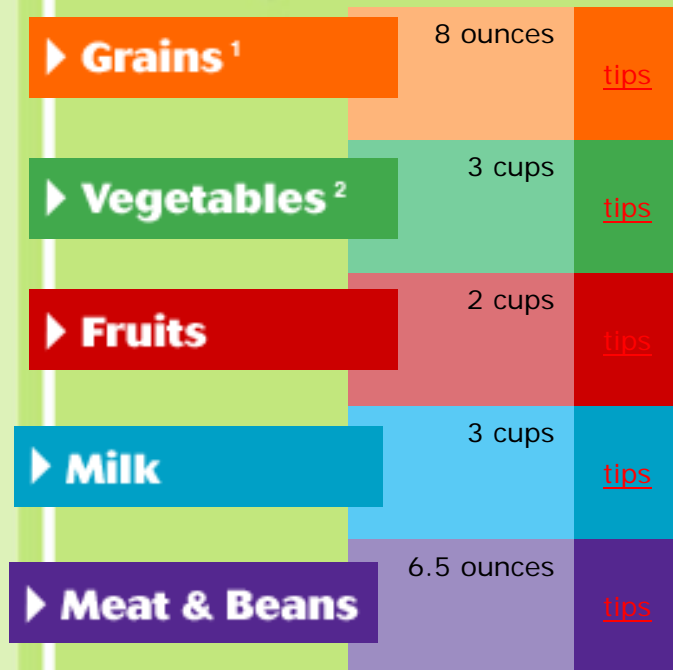 Grains ¹ 8 ounces tips
Vegetables ² 3 cups tips
Fruits 2 cups tips
Milk 3 cups tips
Meat & Beans 6.5 ounces tips